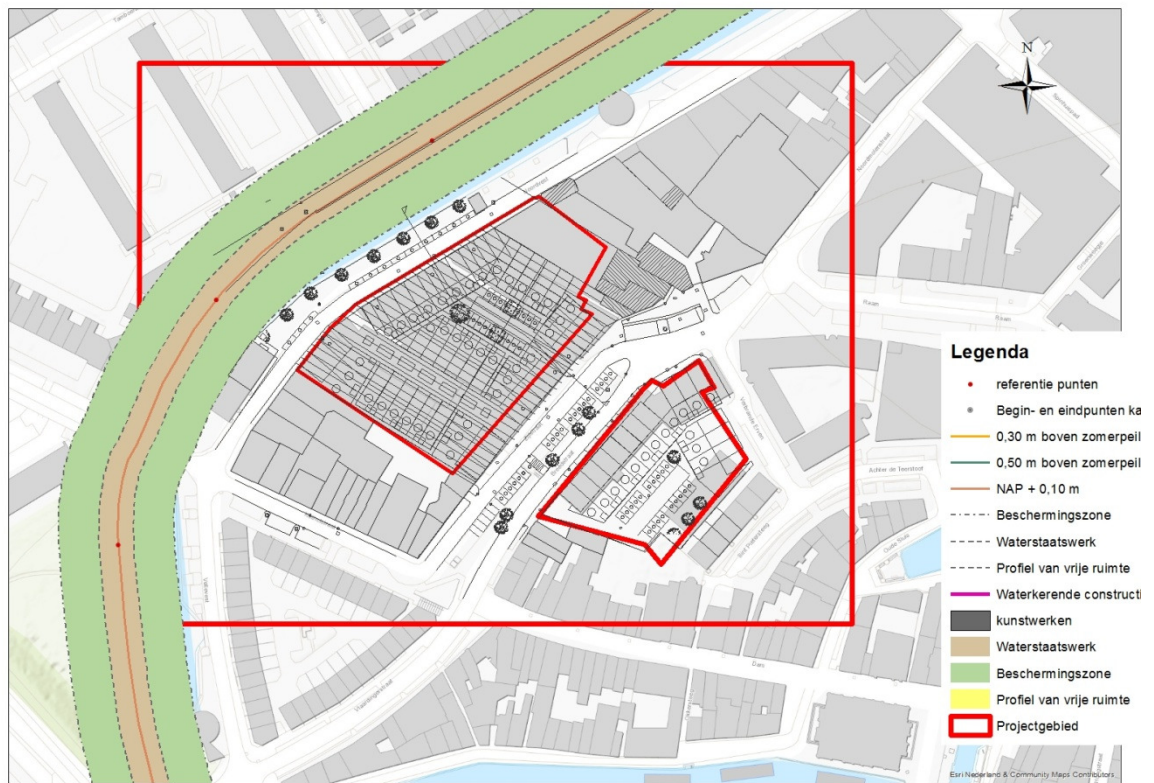 N
Raam
Raam
Achter de Teerstoof
Dam
Legenda
referentie punten
Begin- en eindpunten ka
0,30 m boven zomerpeil
0,50 m boven zomerpeil
NAP + 0,10 m
Beschermingszone
Waterstaatswerk
Profiel van vrije ruimte
Waterkerende constructi
kunstwerken
Waterstaatswerk
Beschermingszone
Profiel van vrije ruimte
Projectgebied
Esri Nederland & Community Maps Contributors